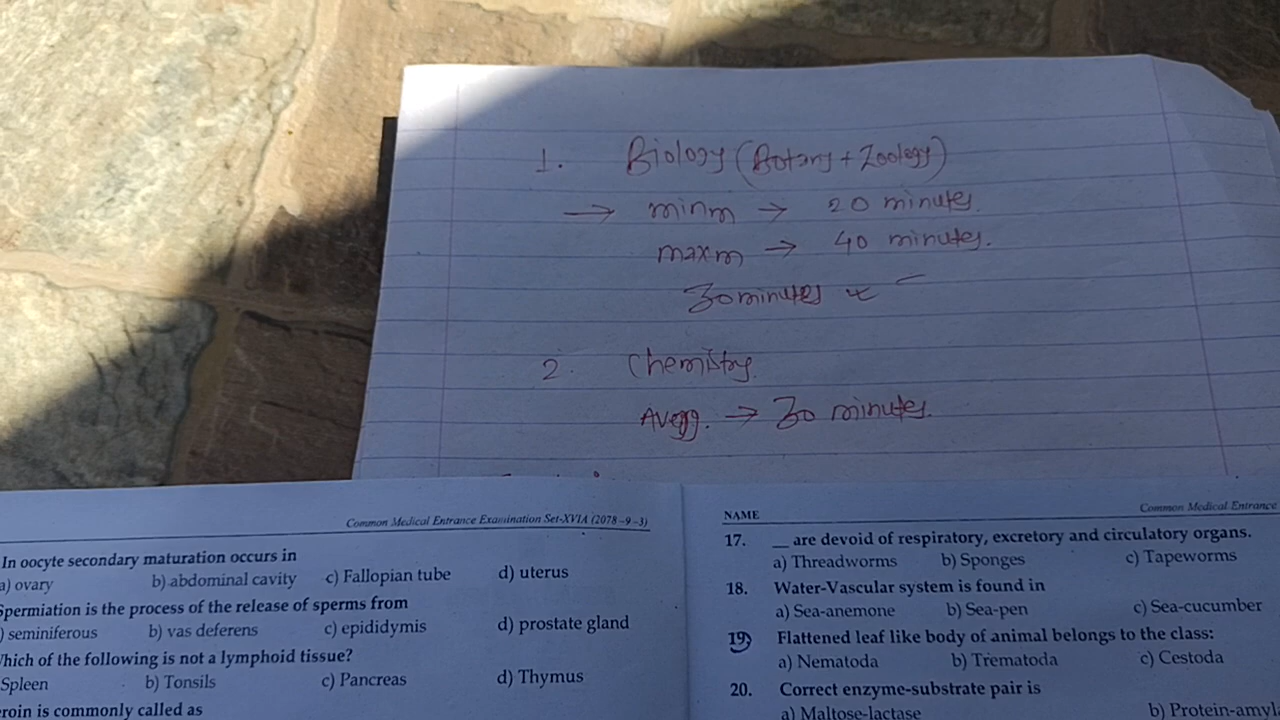 1. Biology (Botany + Zoology)
→ minm → 20 minutes.
maxm → 40 minutes.
30 minutes
2. Chemistry.
Avegg. → 30 minutes.
Common Medical Entrance Examination Set-XVIA (2078-9-3)
In oocyte secondary maturation occurs in
a) ovary b) abdominal cavity c) Fallopian tube d) uterus
Spermiation is the process of the release of sperms from
) seminiferous b) vas deferens c) epididymis d) prostate gland
Which of the following is not a lymphoid tissue?
Spleen b) Tonsils c) Pancreas d) Thymus
roin is commonly called as
NAME Common Medical Entrance
17. __ are devoid of respiratory, excretory and circulatory organs.
a) Threadworms b) Sponges c) Tapeworms
18. Water-Vascular system is found in
a) Sea-anemone b) Sea-pen c) Sea-cucumber
19) Flattened leaf like body of animal belongs to the class:
a) Nematoda b) Trematoda c) Cestoda
20. Correct enzyme-substrate pair is
a) Maltose-lactase b) Protein-amyl